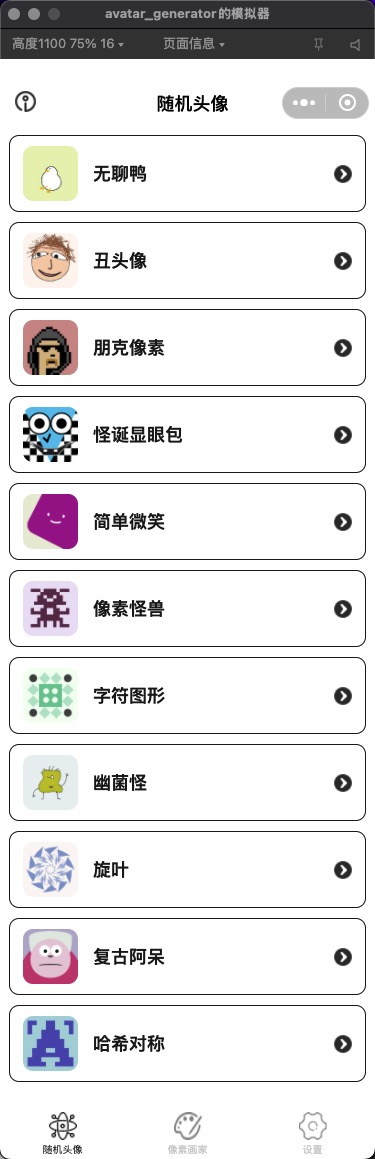 avatar_generator的模拟器
高度1100 75% 16
页面信息
随机头像
无聊鸭
丑头像
朋克像素
怪诞显眼包
简单微笑
像素怪兽
字符图形
幽菌怪
旋叶
复古阿呆
哈希对称
随机头像
像素画家
设置